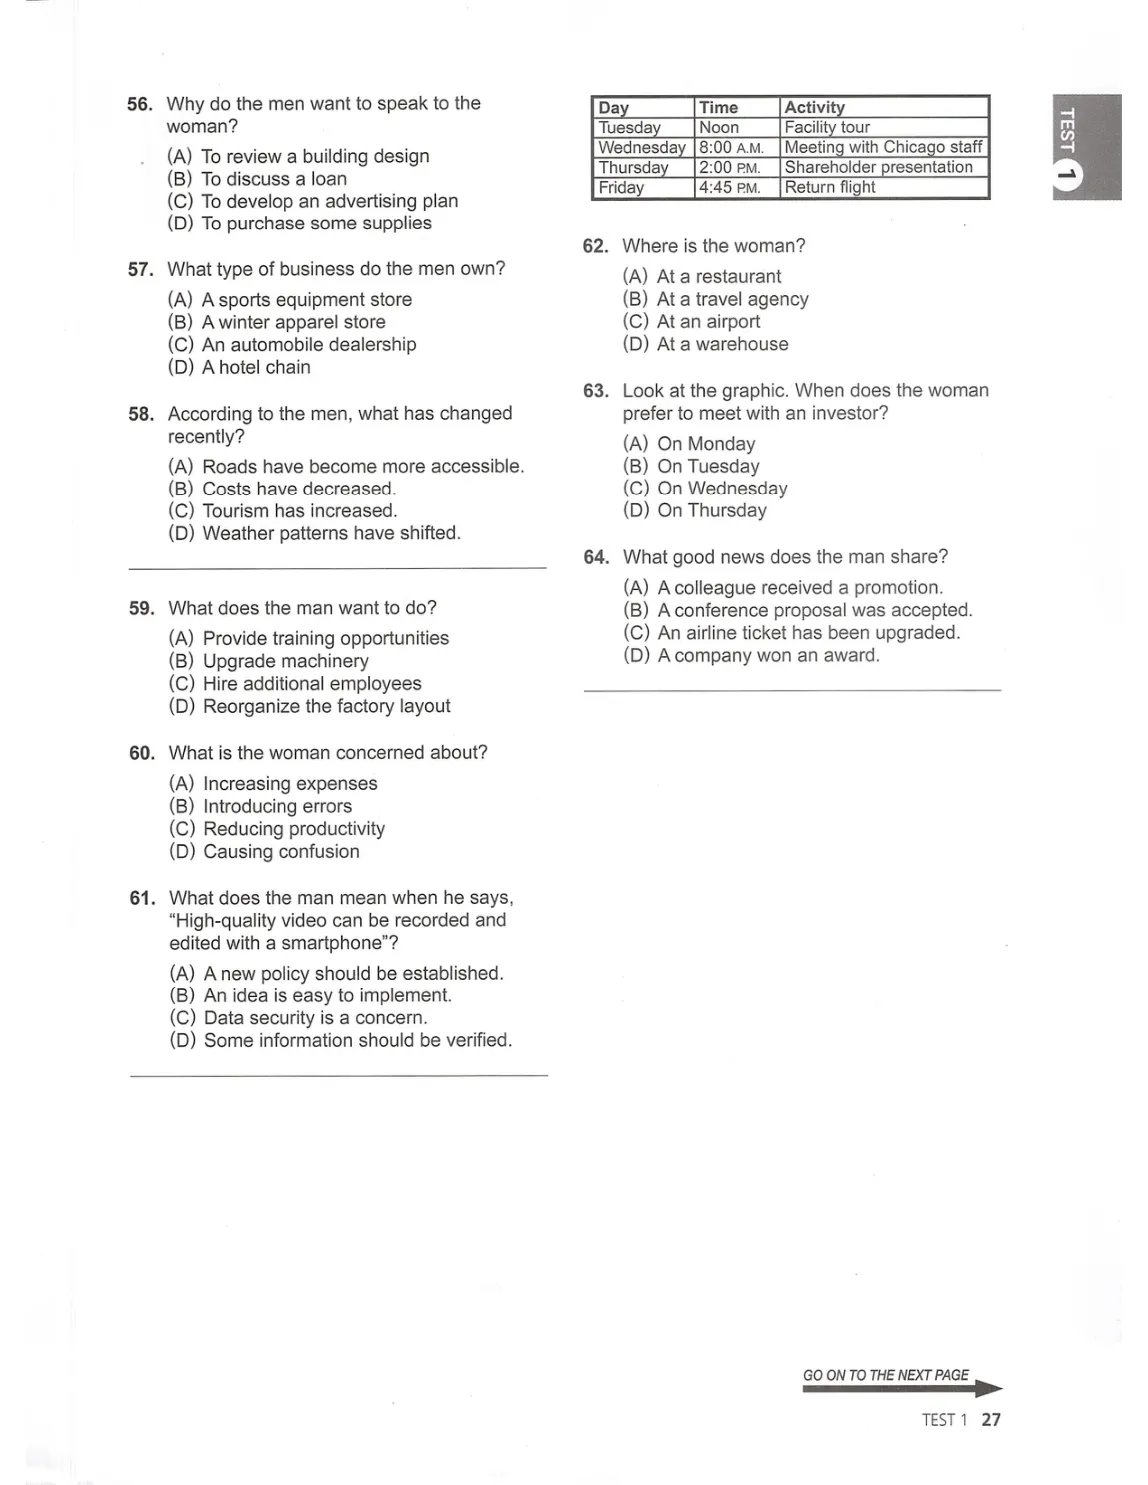 56. Why do the men want to speak to the
woman?
(A) To review a building design
(B) To discuss a loan
(C) To develop an advertising plan
(D) To purchase some supplies
57. What type of business do the men own?
(A) A sports equipment store
(B) A winter apparel store
(C) An automobile dealership
(D) A hotel chain
58. According to the men, what has changed
recently?
(A) Roads have become more accessible.
(B) Costs have decreased.
(C) Tourism has increased.
(D) Weather patterns have shifted.
59. What does the man want to do?
(A) Provide training opportunities
(B) Upgrade machinery
(C) Hire additional employees
(D) Reorganize the factory layout
60. What is the woman concerned about?
(A) Increasing expenses
(B) Introducing errors
(C) Reducing productivity
(D) Causing confusion
61. What does the man mean when he says,
“High-quality video can be recorded and
edited with a smartphone”?
(A) A new policy should be established.
(B) An idea is easy to implement.
(C) Data security is a concern.
(D) Some information should be verified.
Day Time Activity
Tuesday Noon Facility tour
Wednesday 8:00 A.M. Meeting with Chicago staff
Thursday 2:00 P.M. Shareholder presentation
Friday 4:45 P.M. Return flight
62. Where is the woman?
(A) At a restaurant
(B) At a travel agency
(C) At an airport
(D) At a warehouse
63. Look at the graphic. When does the woman
prefer to meet with an investor?
(A) On Monday
(B) On Tuesday
(C) On Wednesday
(D) On Thursday
64. What good news does the man share?
(A) A colleague received a promotion.
(B) A conference proposal was accepted.
(C) An airline ticket has been upgraded.
(D) A company won an award.
TEST 1
GO ON TO THE NEXT PAGE
TEST 1 27